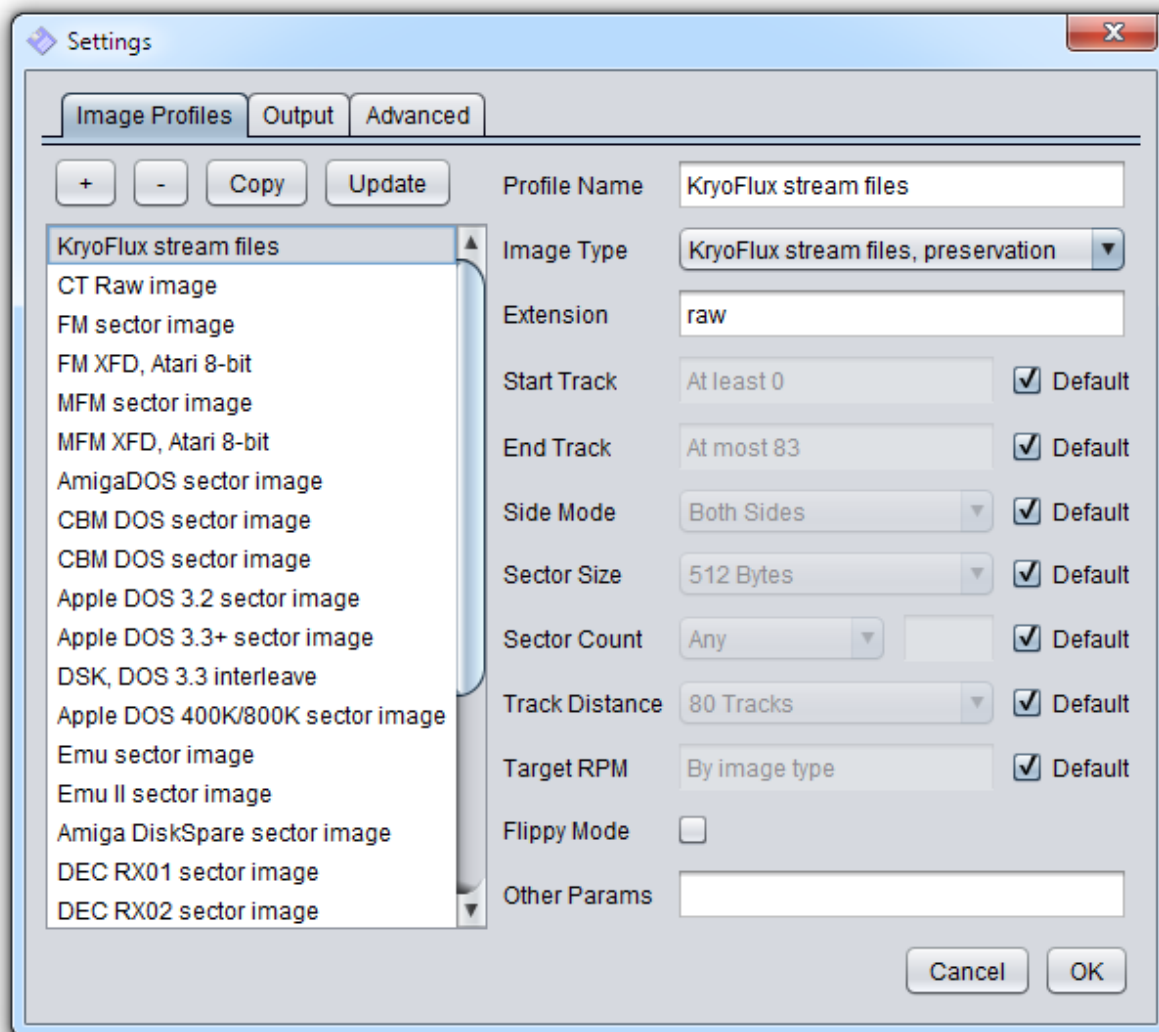 Settings
Image Profiles Output Advanced
+ - Copy Update
KryoFlux stream files
CT Raw image
FM sector image
FM XFD, Atari 8-bit
MFM sector image
MFM XFD, Atari 8-bit
AmigaDOS sector image
CBM DOS sector image
CBM DOS sector image
Apple DOS 3.2 sector image
Apple DOS 3.3+ sector image
DSK, DOS 3.3 interleave
Apple DOS 400K/800K sector image
Emu sector image
Emu II sector image
Amiga DiskSpare sector image
DEC RX01 sector image
DEC RX02 sector image
Profile Name KryoFlux stream files
Image Type KryoFlux stream files, preservation
Extension raw
Start Track At least 0 Default
End Track At most 83 Default
Side Mode Both Sides Default
Sector Size 512 Bytes Default
Sector Count Any Default
Track Distance 80 Tracks Default
Target RPM By image type Default
Flippy Mode
Other Params
Cancel OK